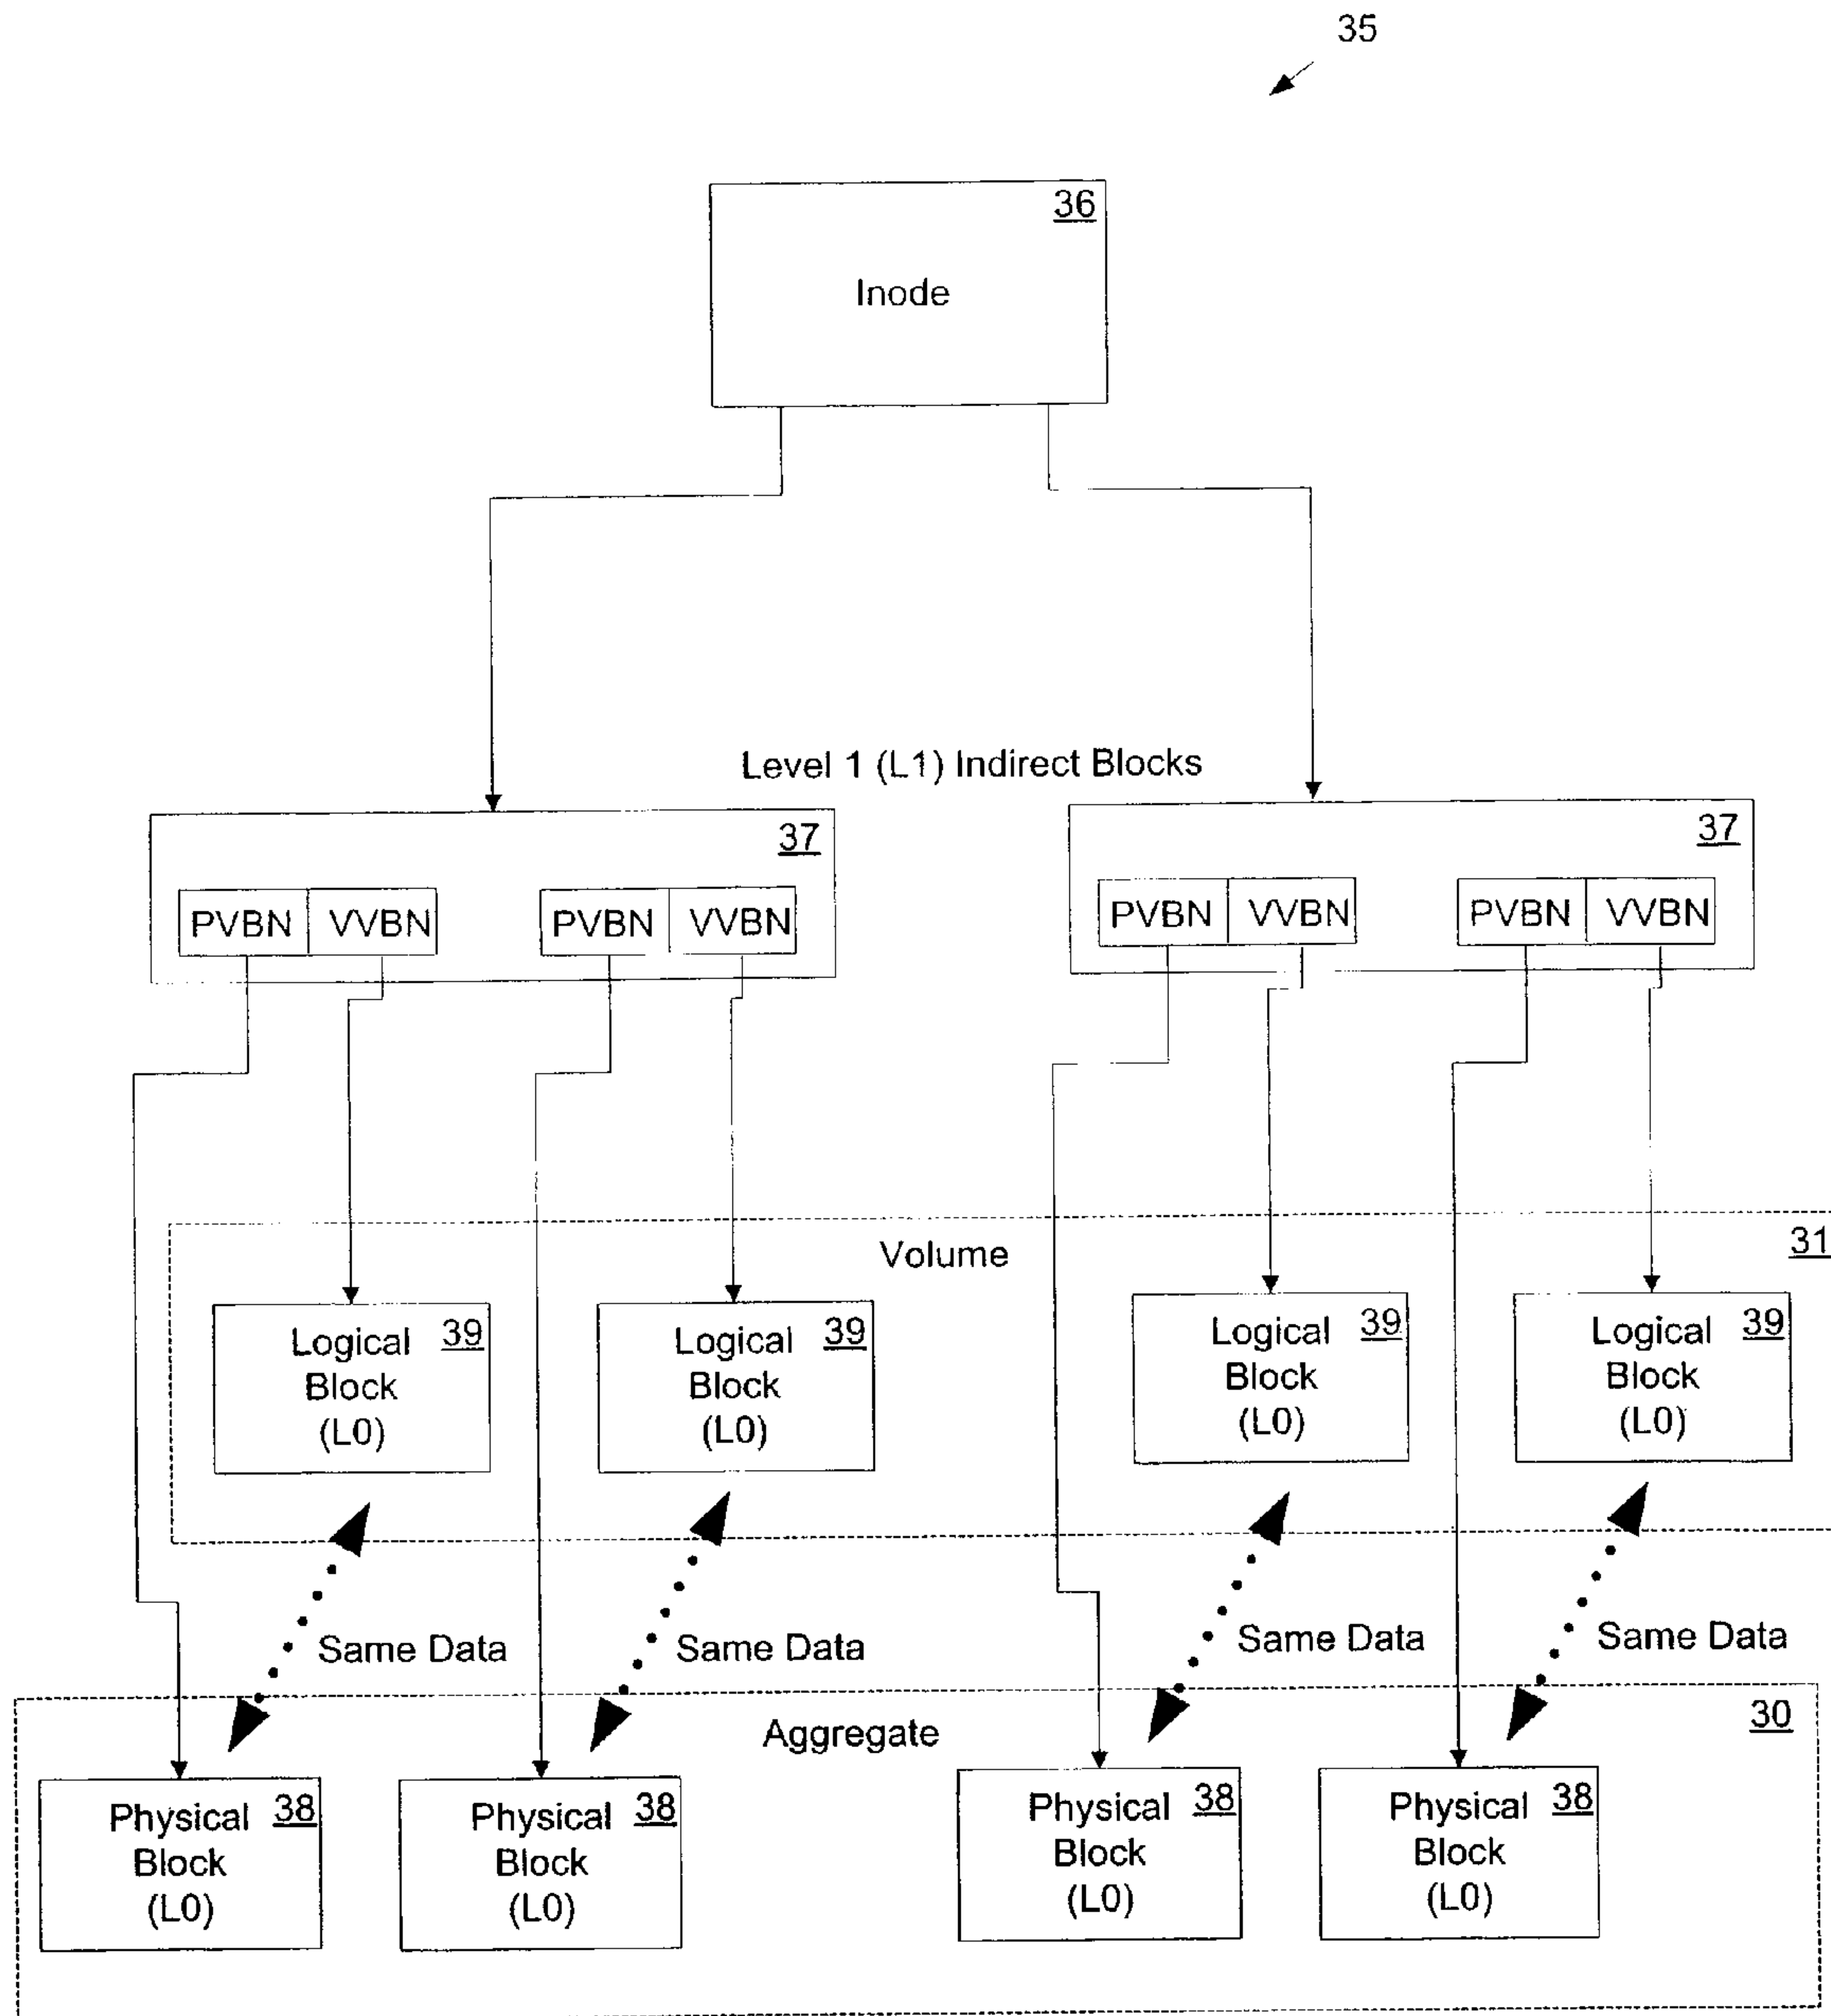 35
36
Inode
Level 1 (L1) Indirect Blocks
37
37
PVBN VVBN PVBN VVBN
PVBN VVBN PVBN VVBN
Volume
31
Logical 39
Block
(L0)
Logical 39
Block
(L0)
Logical 39
Block
(L0)
Logical 39
Block
(L0)
Same Data
Same Data
Same Data
Same Data
Aggregate
30
Physical 38
Block
(L0)
Physical 38
Block
(L0)
Physical 38
Block
(L0)
Physical 38
Block
(L0)